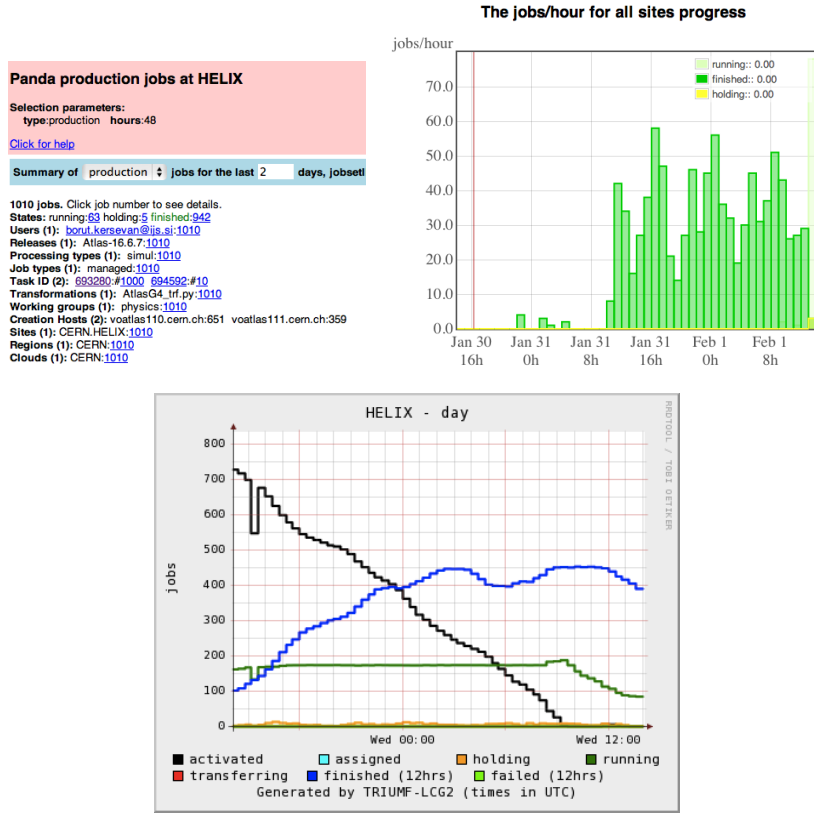 Panda production jobs at HELIX
Selection parameters:
type:production hours:48
Click for help
Summary of production jobs for the last 2 days, jobsetI
1010 jobs. Click job number to see details.
States: running:63 holding:5 finished:942
Users (1): borut.kersevan@ijs.si:1010
Releases (1): Atlas-16.6.7:1010
Processing types (1): simul:1010
Job types (1): managed:1010
Task ID (2): 693280:#1000 694592:#10
Transformations (1): AtlasG4_trf.py:1010
Working groups (1): physics:1010
Creation Hosts (2): voatlas110.cern.ch:651 voatlas111.cern.ch:359
Sites (1): CERN.HELIX:1010
Regions (1): CERN:1010
Clouds (1): CERN:1010
The jobs/hour for all sites progress
jobs/hour
running:: 0.00
finished:: 0.00
holding:: 0.00
70.0
60.0
50.0
40.0
30.0
20.0
10.0
0.0
Jan 30 Jan 31 Jan 31 Jan 31 Feb 1 Feb 1
16h 0h 8h 16h 0h 8h
HELIX - day
RRDTOOL / TOBI OETIKER
jobs
800
700
600
500
400
300
200
100
0
Wed 00:00 Wed 12:00
activated assigned holding running
transferring finished (12hrs) failed (12hrs)
Generated by TRIUMF-LCG2 (times in UTC)